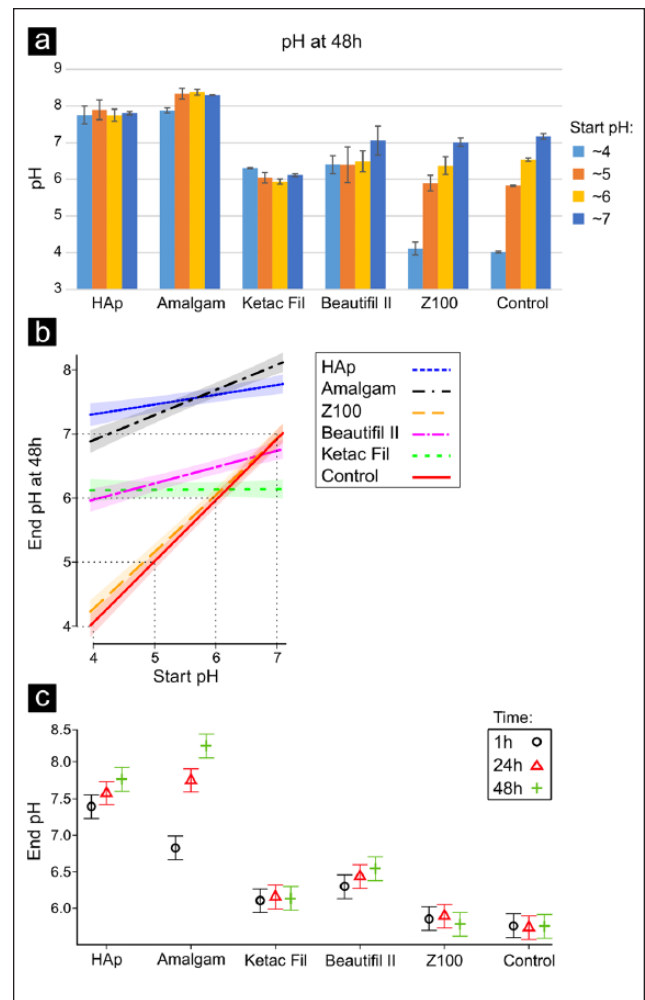 a
pH at 48h
9
8
7
6
5
4
3
pH
Start pH:
~4
~5
~6
~7
HAp Amalgam Ketac Fil Beautifil II Z100 Control
b
8
7
6
5
4
End pH at 48h
4 5 6 7
Start pH
HAp
Amalgam
Z100
Beautifil II
Ketac Fil
Control
c
8.5
8.0
7.5
7.0
6.5
6.0
End pH
Time:
1h
24h
48h
HAp Amalgam Ketac Fil Beautifil II Z100 Control